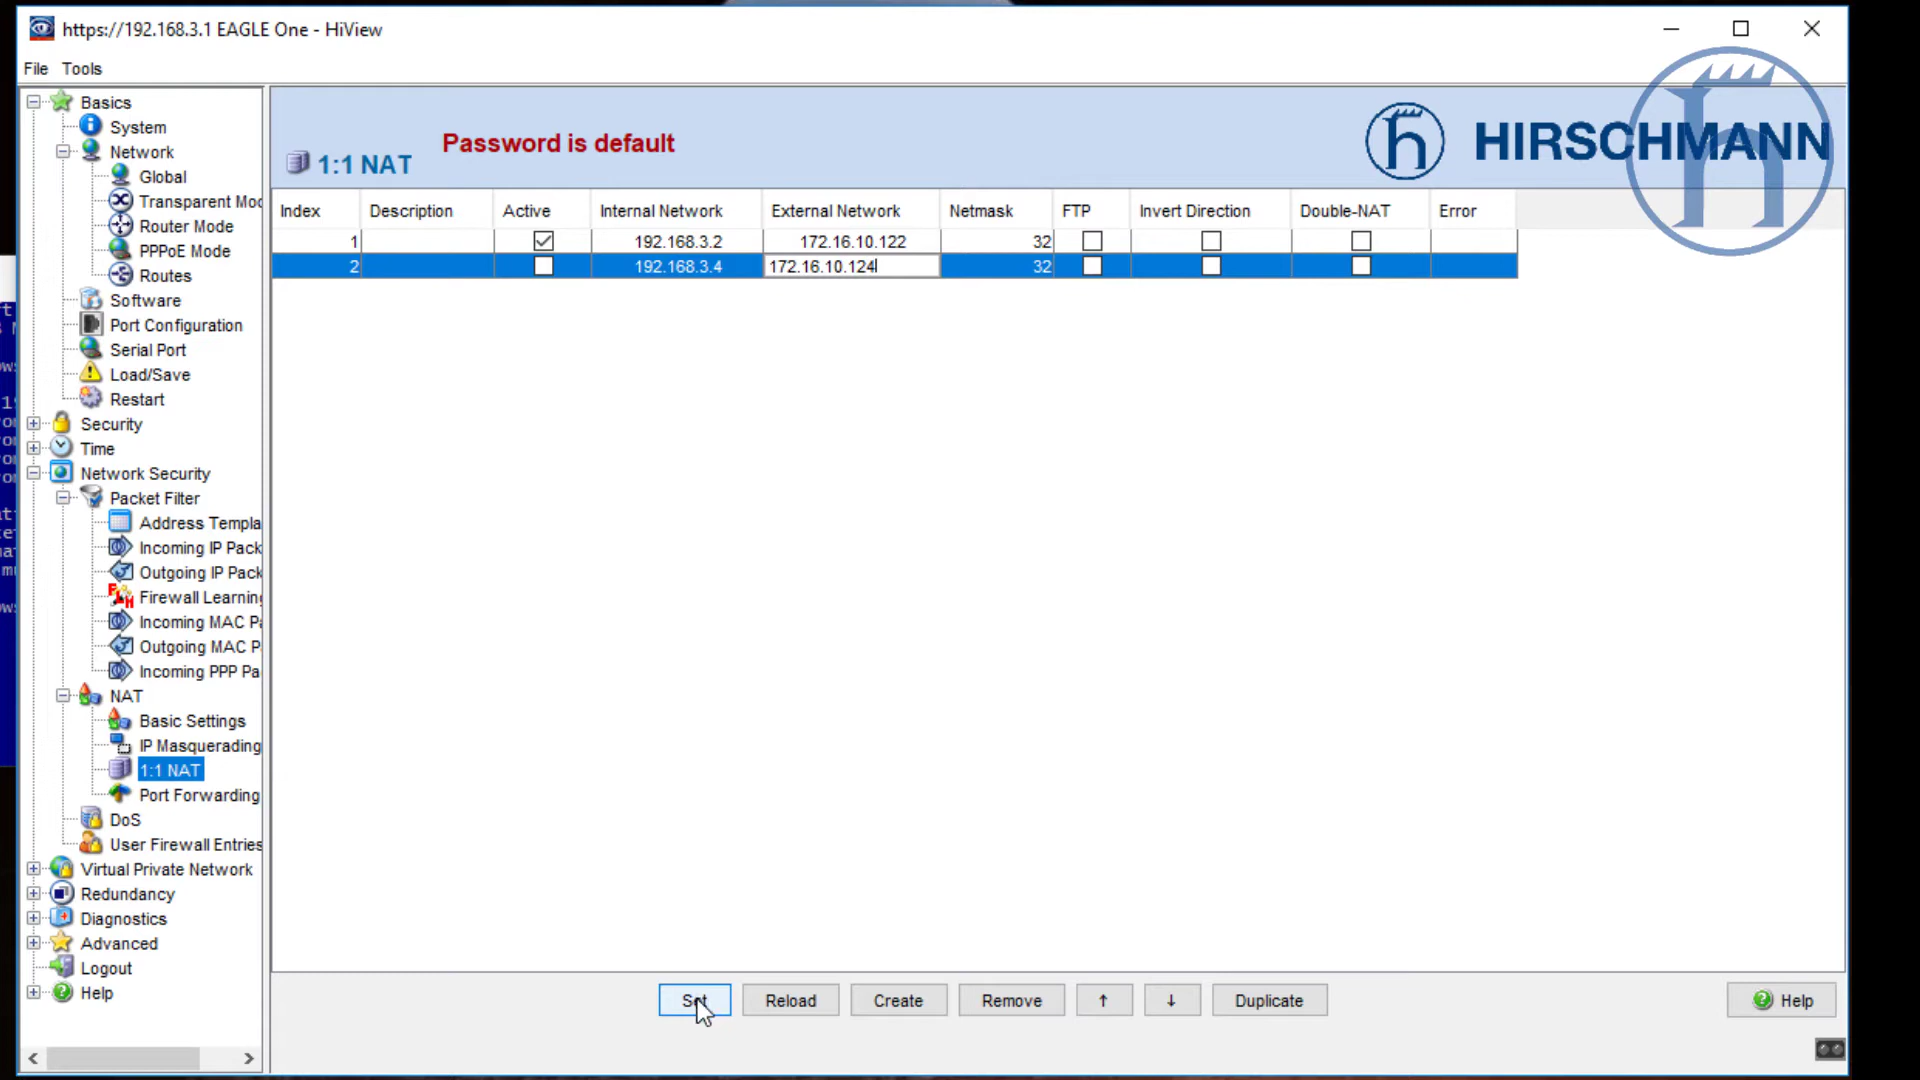 https://192.168.3.1 EAGLE One - HiView
File Tools
Basics
System
Network
Global
Transparent Mod
Router Mode
PPPoE Mode
Routes
Software
Port Configuration
Serial Port
Load/Save
Restart
Security
Time
Network Security
Packet Filter
Address Templa
Incoming IP Pack
Outgoing IP Pack
Firewall Learning
Incoming MAC Pa
Outgoing MAC P
Incoming PPP Pa
NAT
Basic Settings
IP Masquerading
1:1 NAT
Port Forwarding
DoS
User Firewall Entries
Virtual Private Network
Redundancy
Diagnostics
Advanced
Logout
Help
1:1 NAT
Password is default
HIRSCHMANN
Index Description Active Internal Network External Network Netmask FTP Invert Direction Double-NAT Error
1 192.168.3.2 172.16.10.122 32
2 192.168.3.4 172.16.10.124 32
Set Reload Create Remove ↑ ↓ Duplicate Help